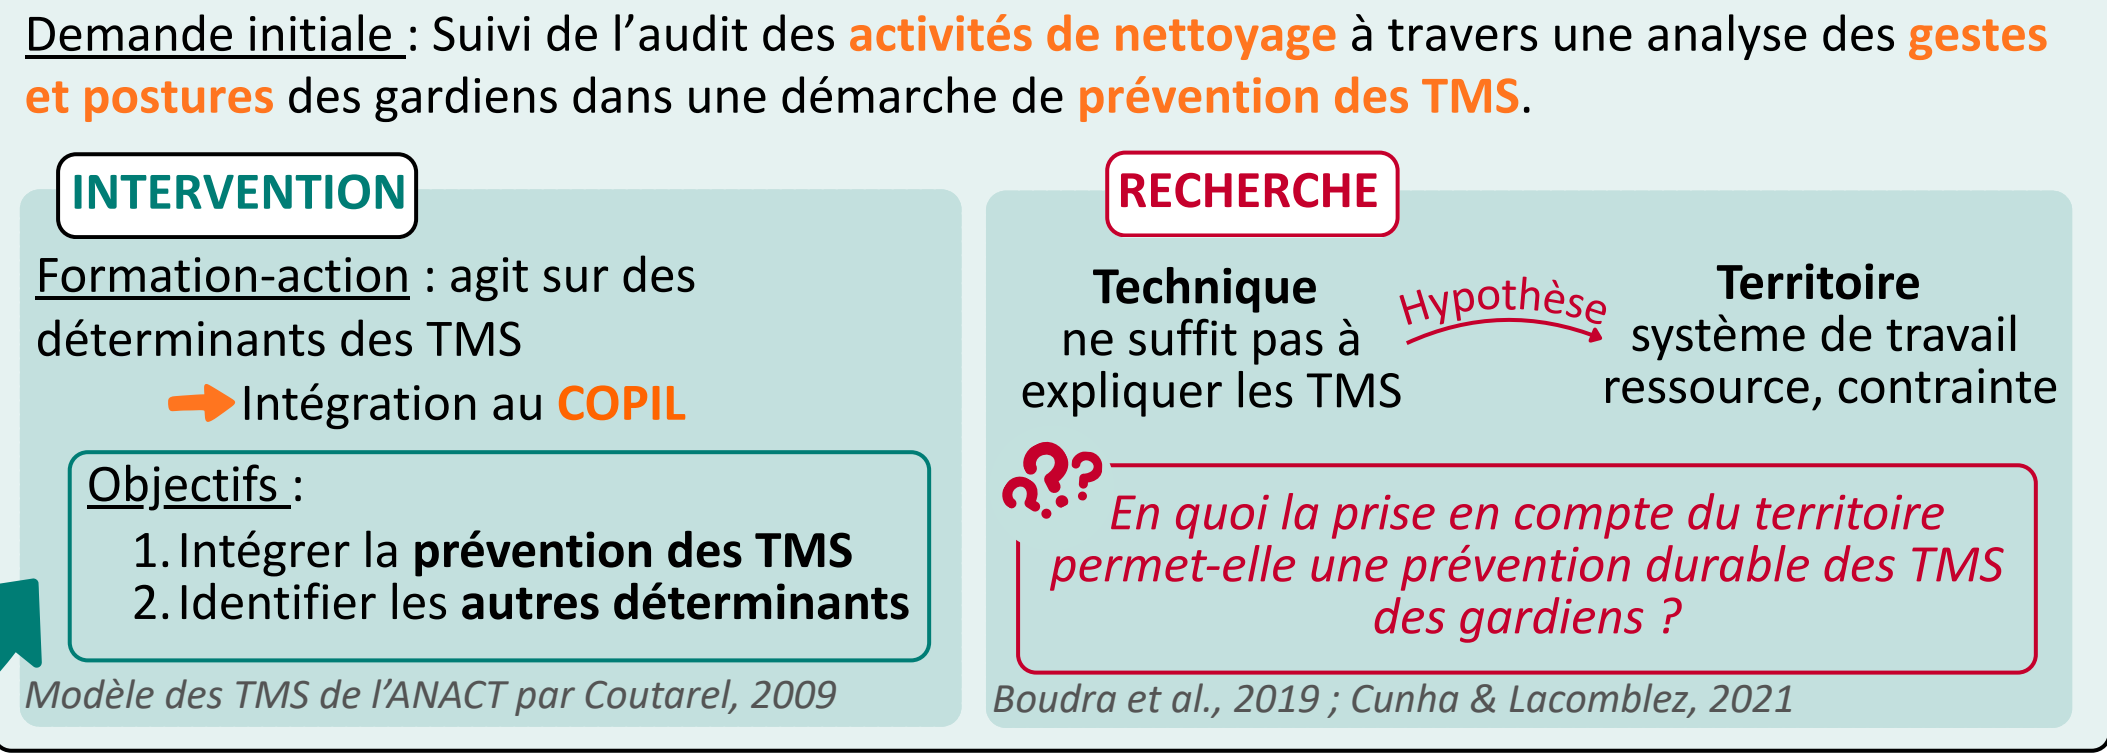 Demande initiale : Suivi de l'audit des activités de nettoyage à travers une analyse des gestes
et postures des gardiens dans une démarche de prévention des TMS.
INTERVENTION
Formation-action : agit sur des
déterminants des TMS
Intégration au COPIL
Objectifs :
1. Intégrer la prévention des TMS
2. Identifier les autres déterminants
Modèle des TMS de l'ANACT par Coutarel, 2009
RECHERCHE
Technique
ne suffit pas à
expliquer les TMS
Hypothèse
Territoire
système de travail
ressource, contrainte
???
En quoi la prise en compte du territoire
permet-elle une prévention durable des TMS
des gardiens ?
Boudra et al., 2019 ; Cunha & Lacomblez, 2021